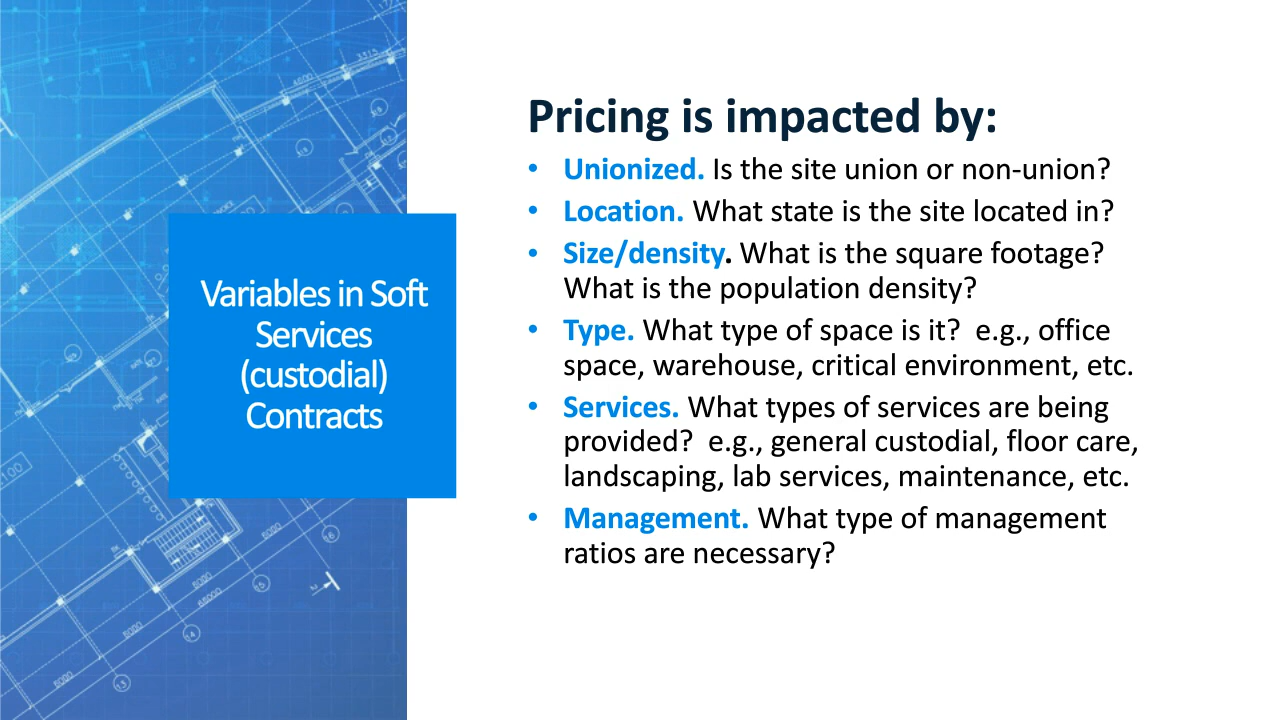 Variables in Soft
Services
(custodial)
Contracts
Pricing is impacted by:
• Unionized. Is the site union or non-union?
• Location. What state is the site located in?
• Size/density. What is the square footage?
What is the population density?
• Type. What type of space is it?  e.g., office
space, warehouse, critical environment, etc.
• Services. What types of services are being
provided?  e.g., general custodial, floor care,
landscaping, lab services, maintenance, etc.
• Management. What type of management
ratios are necessary?